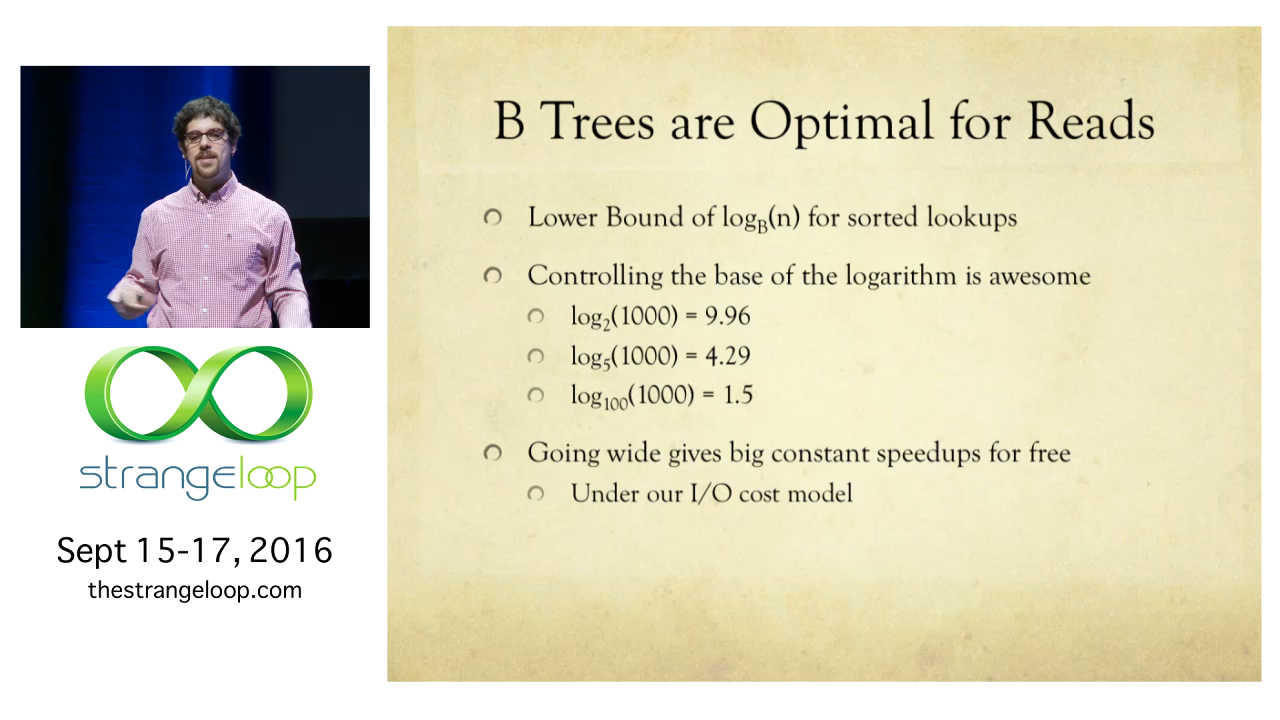 B Trees are Optimal for Reads
Lower Bound of log_B(n) for sorted lookups
Controlling the base of the logarithm is awesome
log₂(1000) = 9.96
log₅(1000) = 4.29
log₁₀₀(1000) = 1.5
Going wide gives big constant speedups for free
Under our I/O cost model
strangeloop
Sept 15-17, 2016
thestrangeloop.com